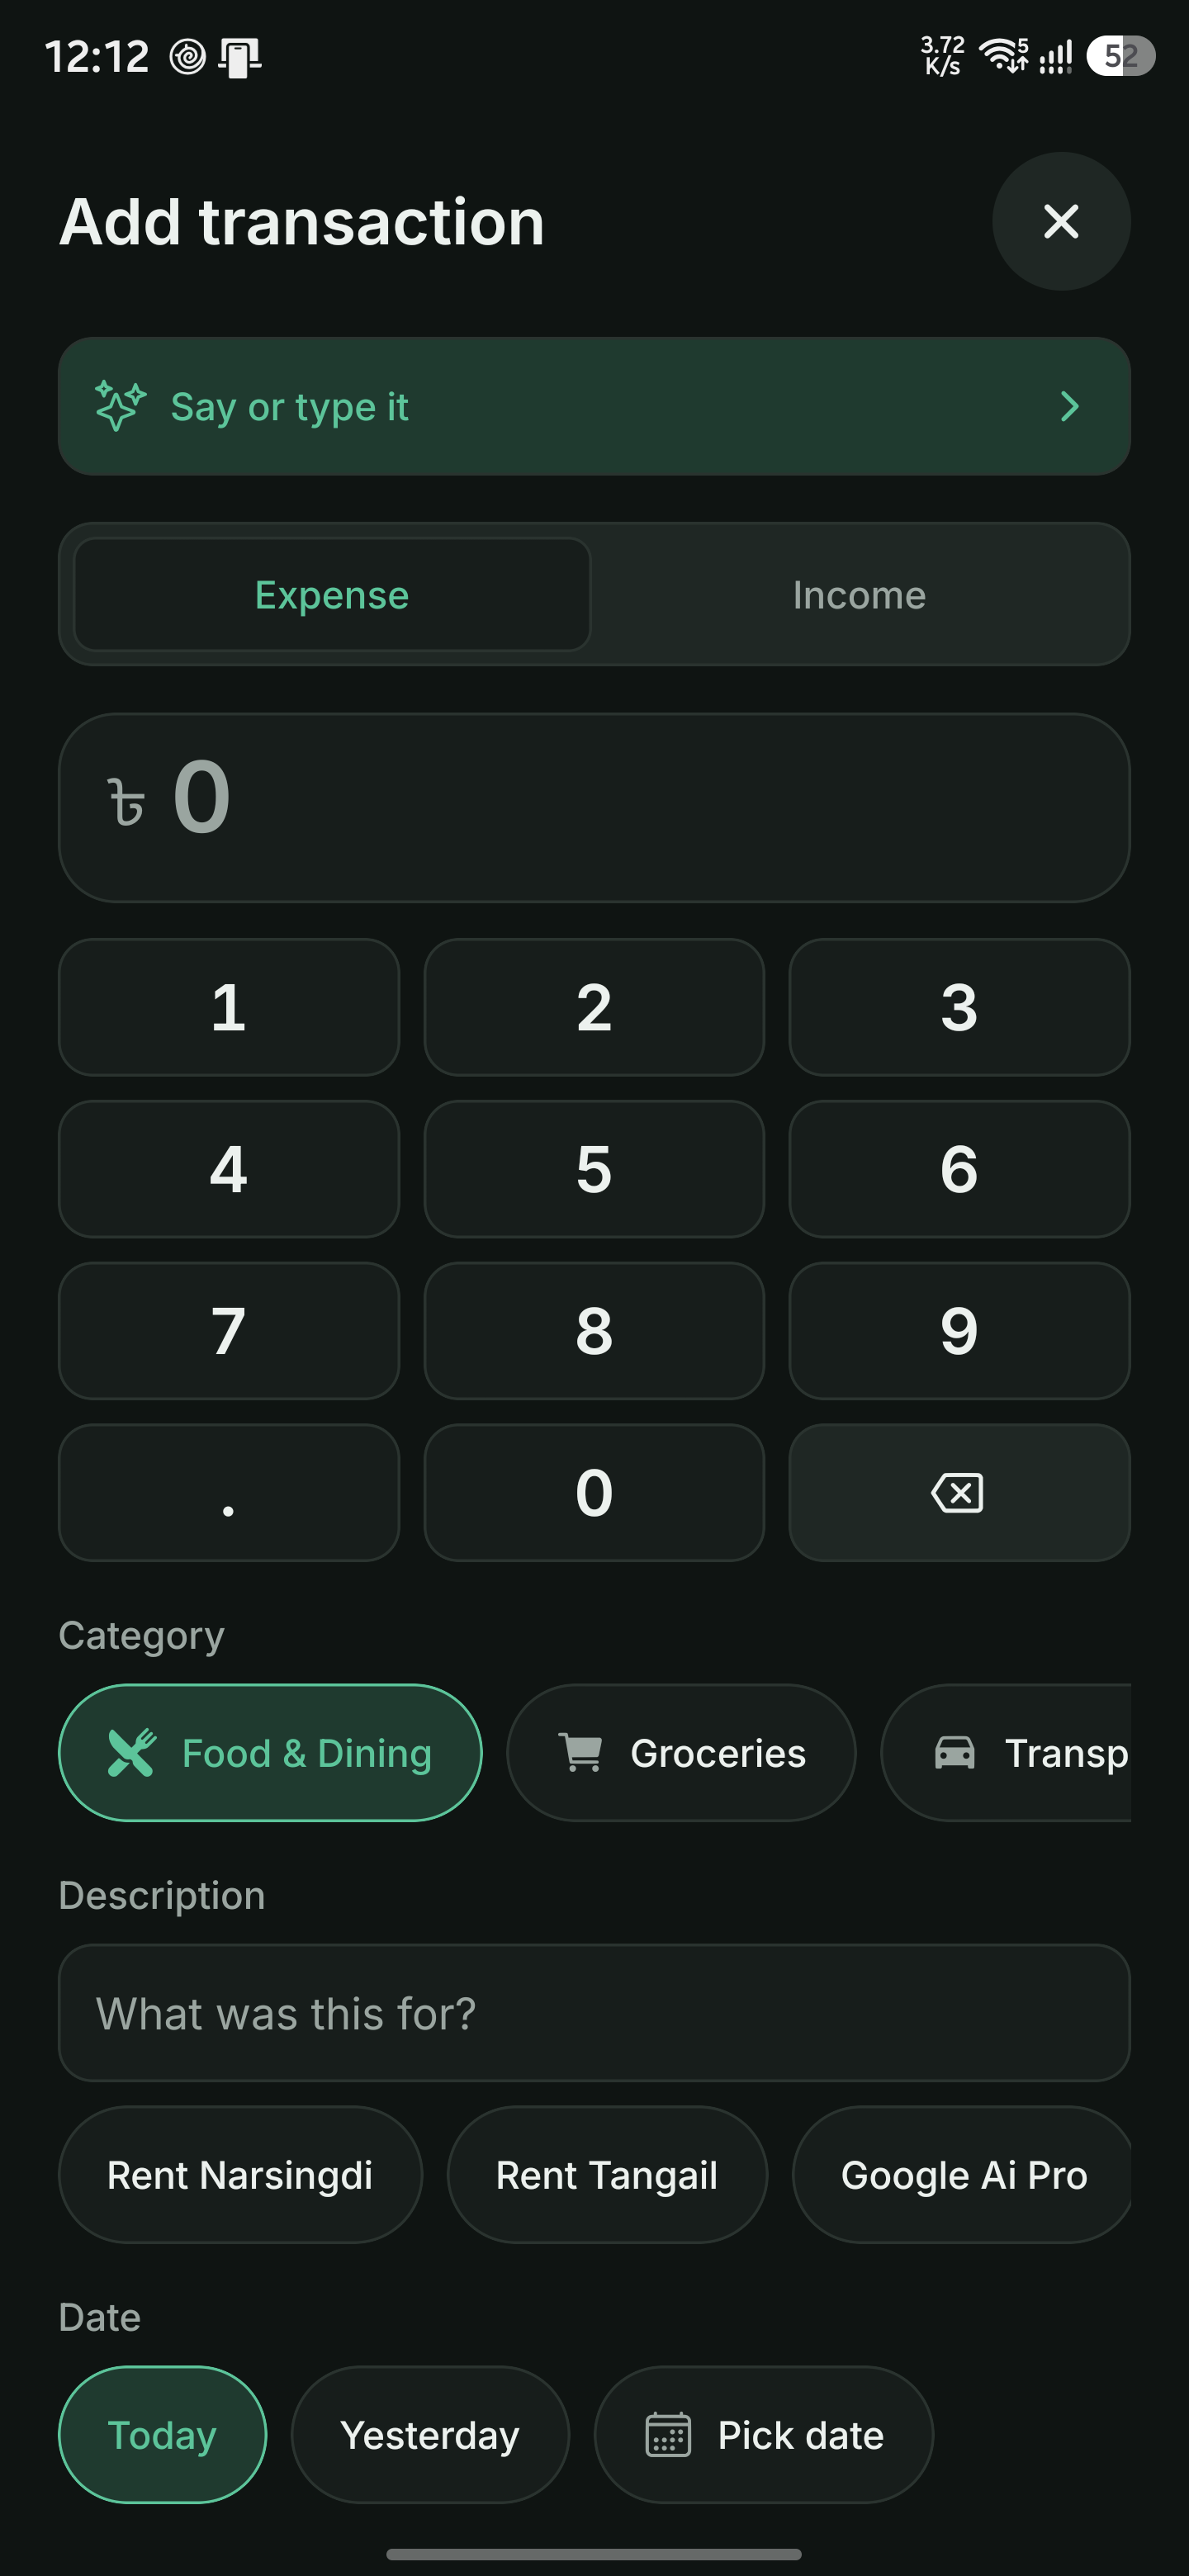 12:12
3.72 K/s 5 52
Add transaction
Say or type it
Expense Income
৳ 0
1 2 3
4 5 6
7 8 9
. 0
Category
Food & Dining Groceries Transp
Description
What was this for?
Rent Narsingdi Rent Tangail Google Ai Pro
Date
Today Yesterday Pick date